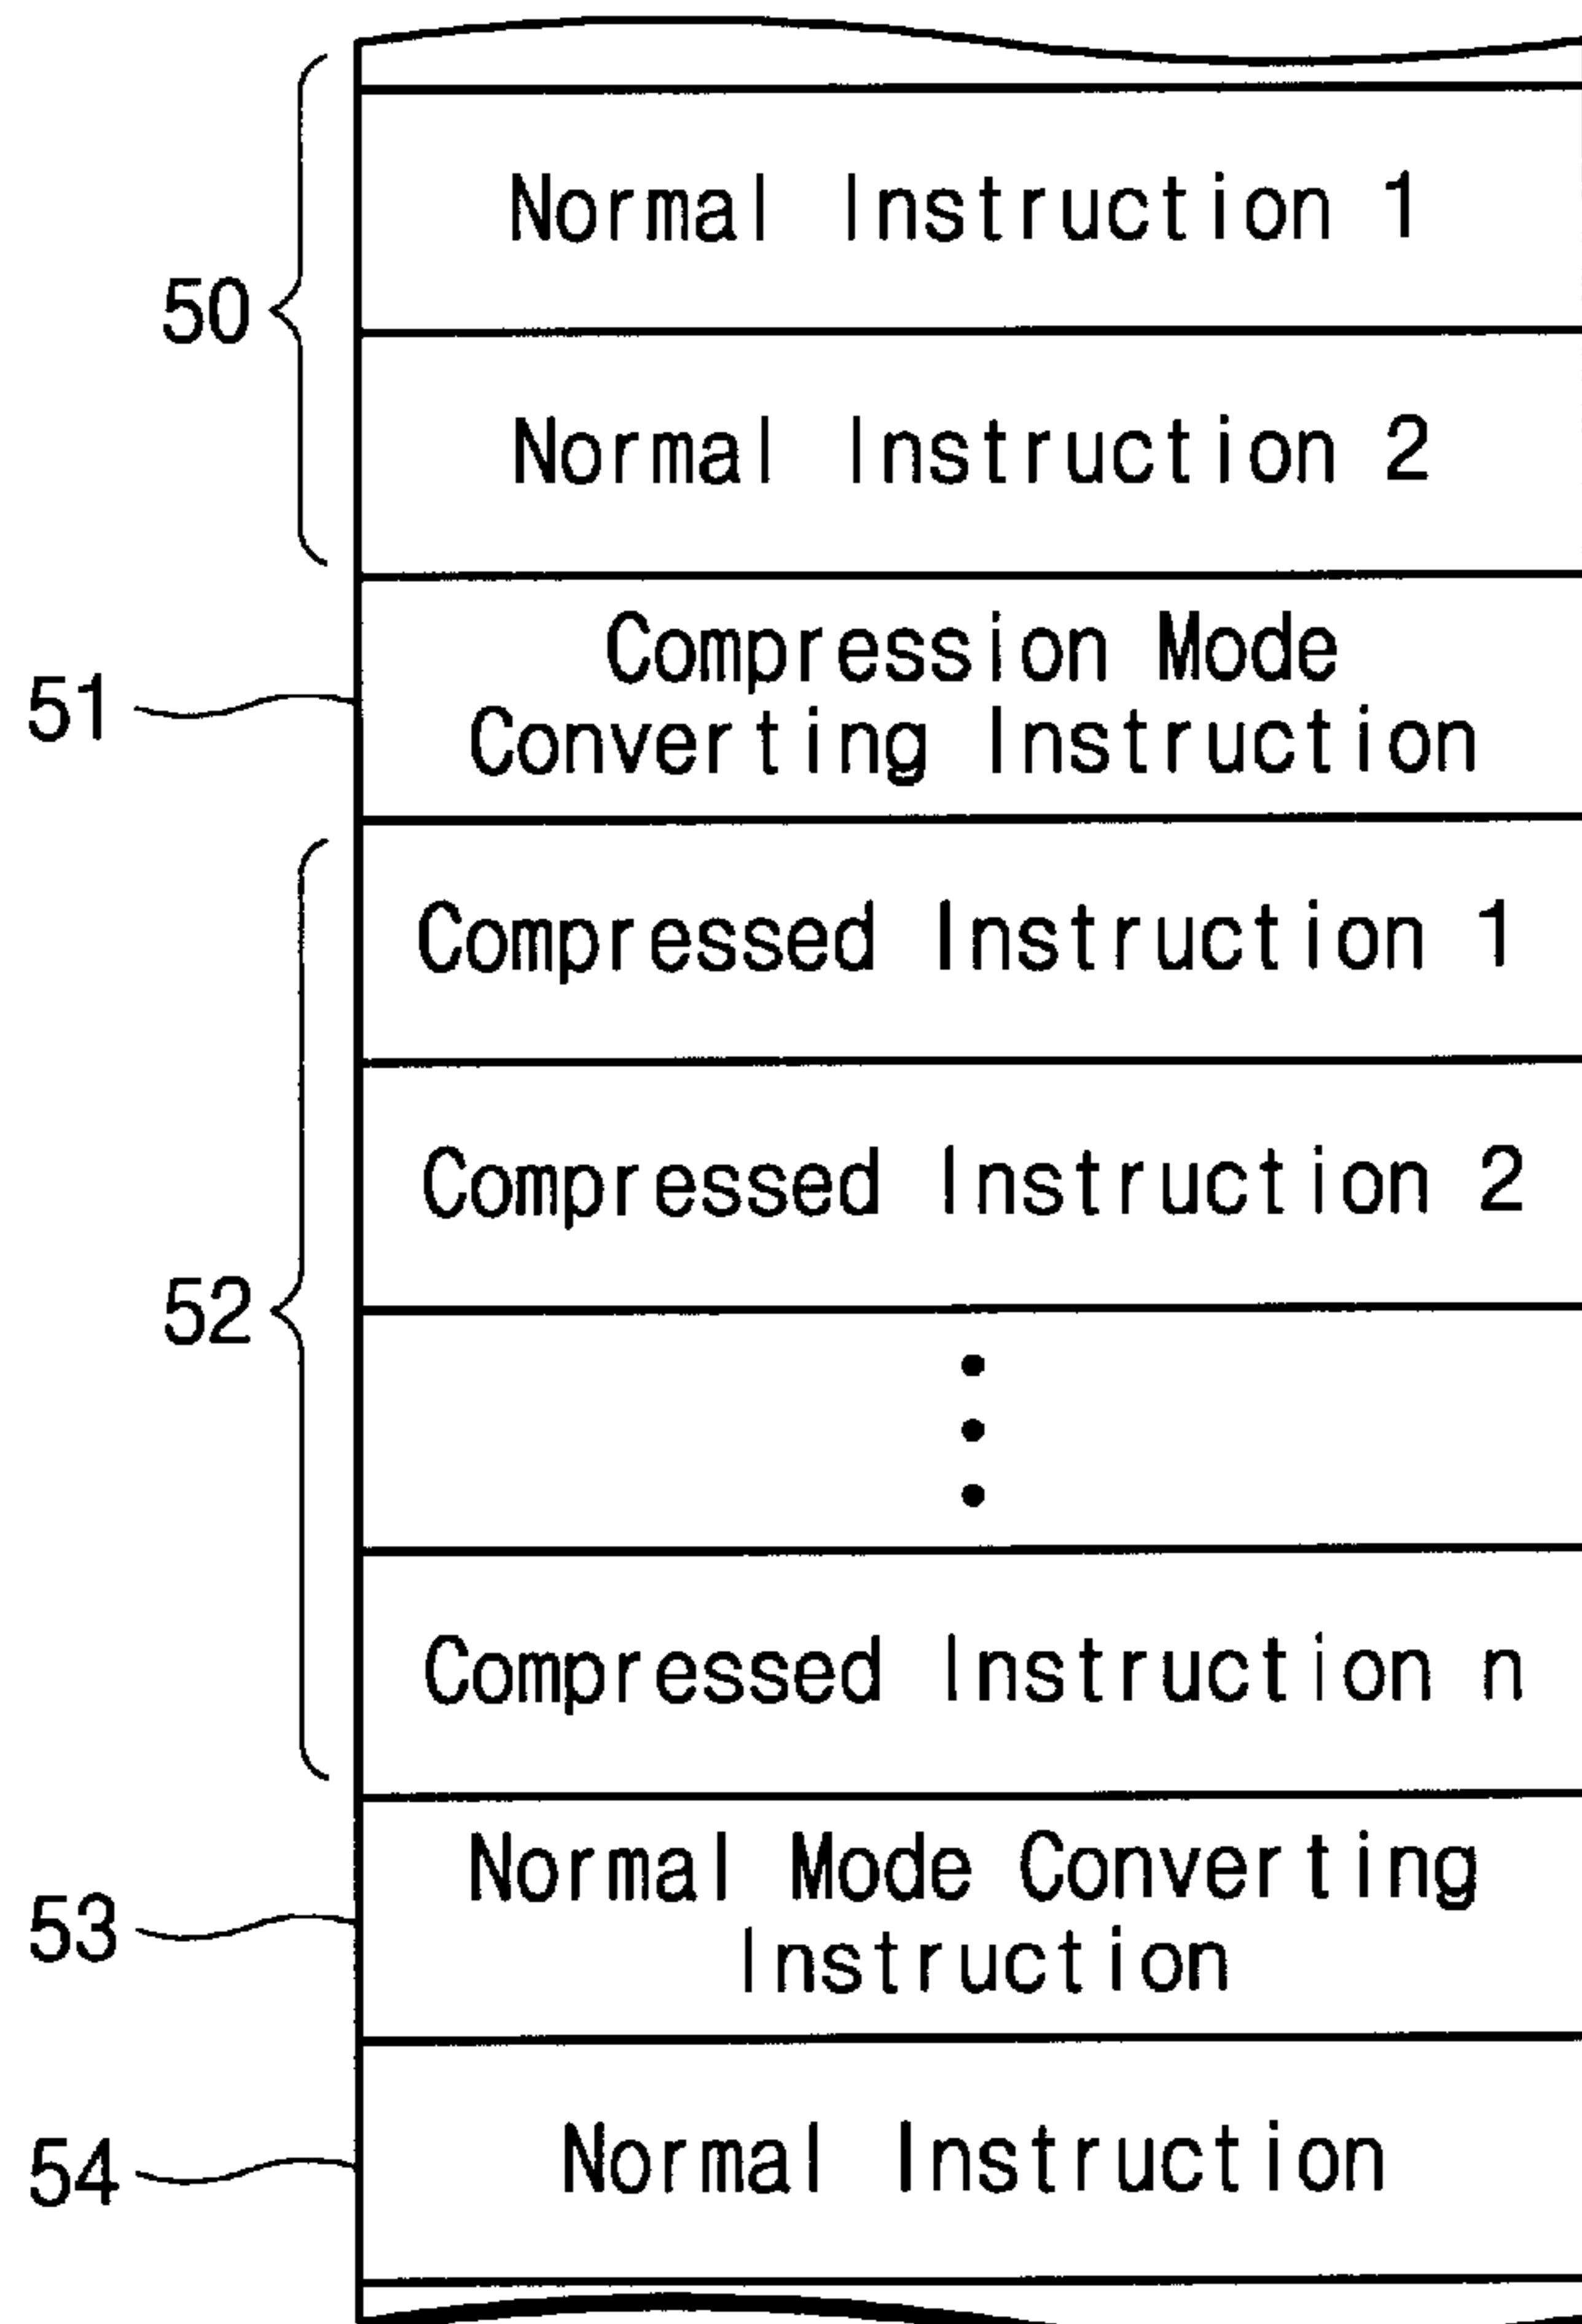 Normal Instruction 1
50
Normal Instruction 2
Compression Mode
51
Converting Instruction
Compressed Instruction 1
Compressed Instruction 2
52
Compressed Instruction n
Normal Mode Converting
53
Instruction
54
Normal Instruction